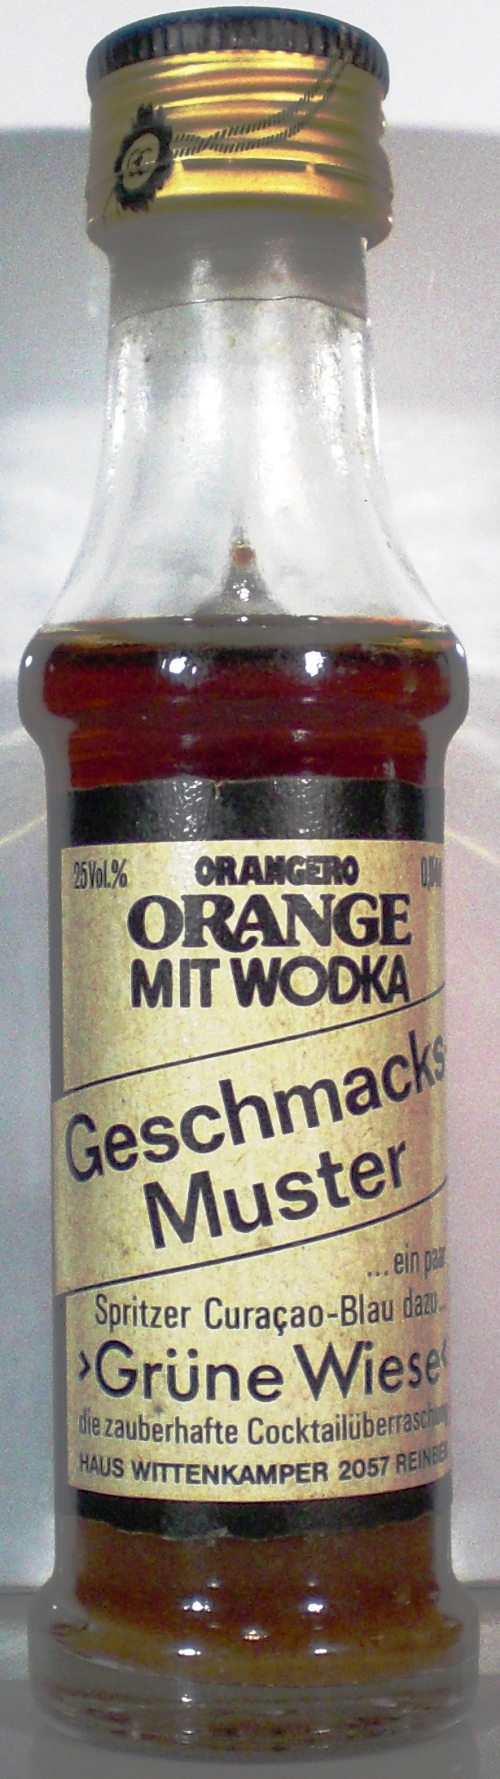 25 Vol.% ORANGERO
ORANGE
MIT WODKA
Geschmacks
Muster
...ein paar
Spritzer Curaçao-Blau dazu...
›Grüne Wiese‹
die zauberhafte Cocktailüberraschung
HAUS WITTENKAMPER 2057 REINBE